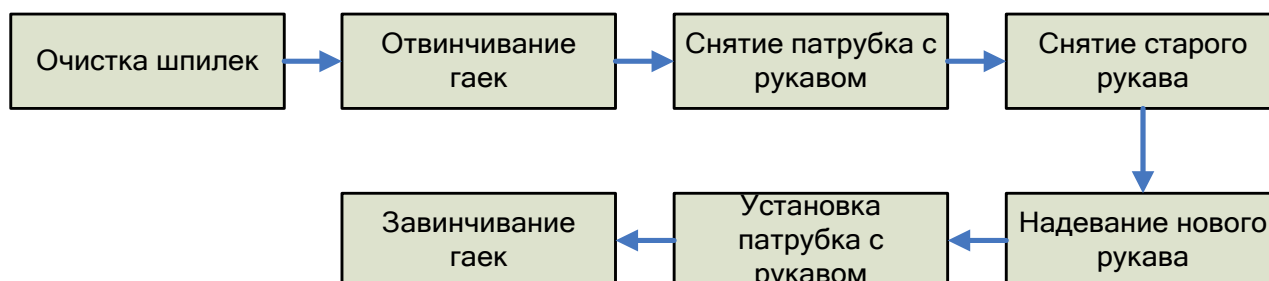 Очистка шпилек
Отвинчивание
гаек
Снятие патрубка с
рукавом
Снятие старого
рукава
Завинчивание
гаек
Установка
патрубка с
рукавом
Надевание нового
рукава